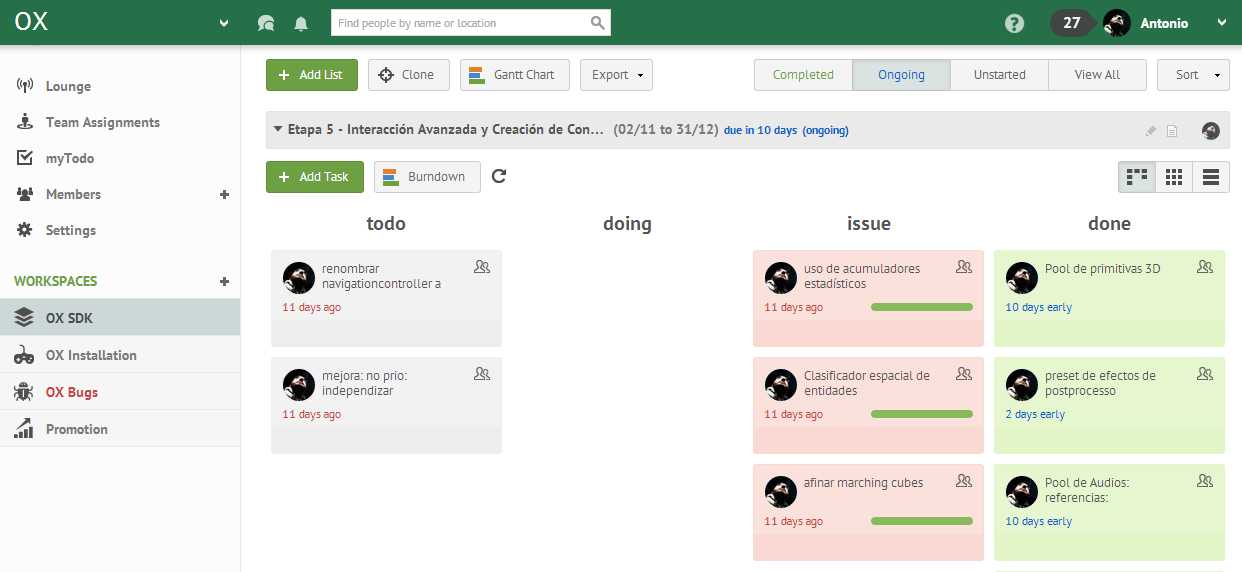 OX
Find people by name or location
?
27
Antonio
Lounge
Team Assignments
myTodo
Members +
Settings
WORKSPACES +
OX SDK
OX Installation
OX Bugs
Promotion
+ Add List
Clone
Gantt Chart
Export
Completed
Ongoing
Unstarted
View All
Sort
Etapa 5 - Interacción Avanzada y Creación de Con... (02/11 to 31/12) due in 10 days (ongoing)
+ Add Task
Burndown
todo
renombrar
navigationcontroller a
11 days ago
mejora: no prio:
independizar
11 days ago
doing
issue
uso de acumuladores
estadísticos
11 days ago
Clasificador espacial de
entidades
11 days ago
afinar marching cubes
11 days ago
done
Pool de primitivas 3D
10 days early
preset de efectos de
postprocesso
2 days early
Pool de Audios:
referencias:
10 days early